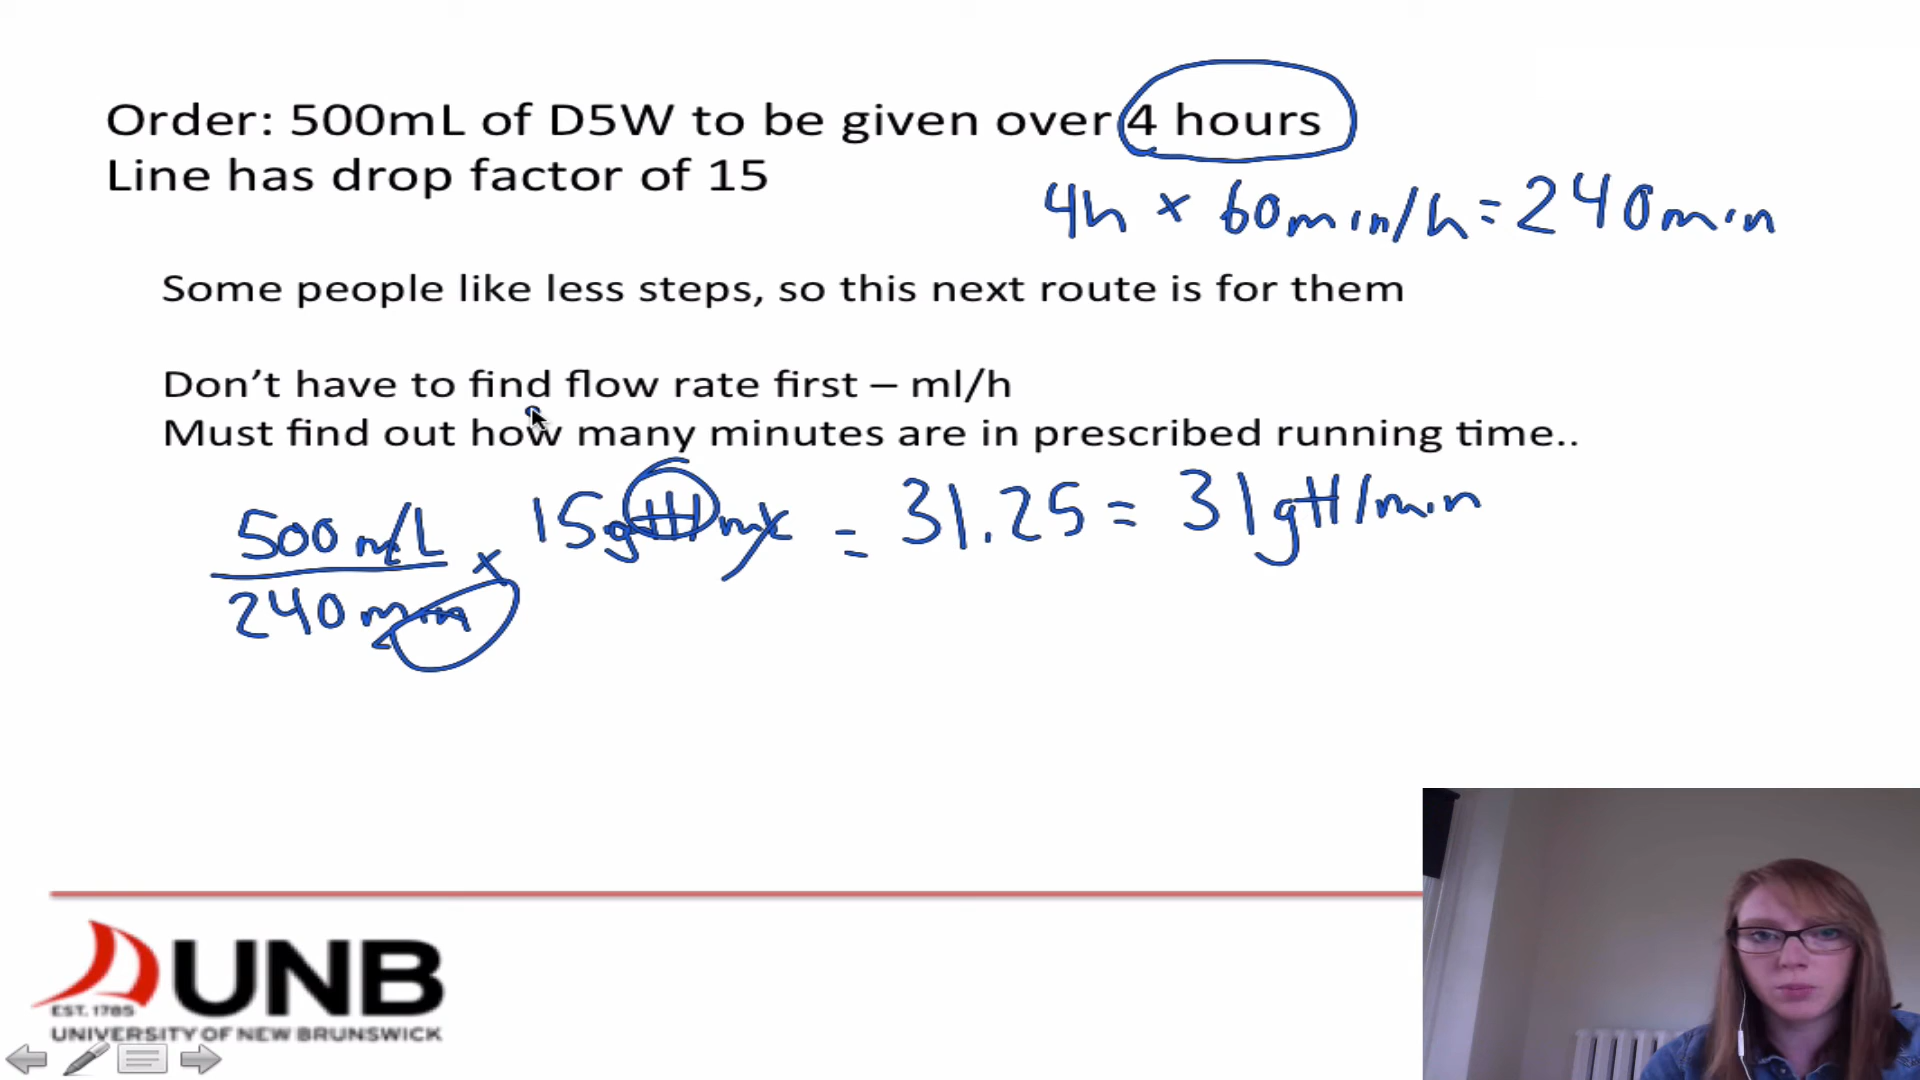 Order: 500mL of D5W to be given over 4 hours
Line has drop factor of 15
4h × 60min/h = 240min
Some people like less steps, so this next route is for them
Don’t have to find flow rate first – ml/h
Must find out how many minutes are in prescribed running time..
500 mL × 15gtt/mL = 31.25 = 31gtt/min
240 min
UNB
EST. 1785
UNIVERSITY OF NEW BRUNSWICK